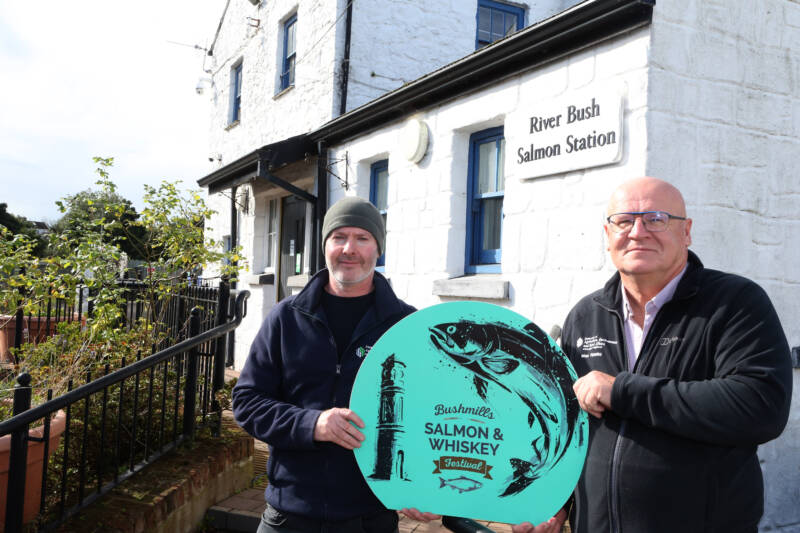 River Bush
Salmon Station
Bushmills
SALMON &
WHISKEY
Festival